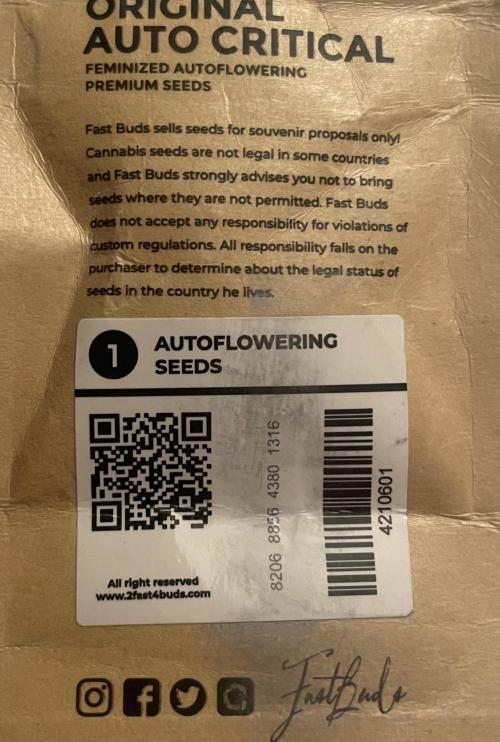 ORIGINAL
AUTO CRITICAL
FEMINIZED AUTOFLOWERING
PREMIUM SEEDS
Fast Buds sells seeds for souvenir proposals only!
Cannabis seeds are not legal in some countries
and Fast Buds strongly advises you not to bring
seeds where they are not permitted. Fast Buds
does not accept any responsibility for violations of
custom regulations. All responsibility falls on the
purchaser to determine about the legal status of
seeds in the country he lives.
1 AUTOFLOWERING
SEEDS
8206 8856 4380 1316
4210601
All right reserved
www.2fast4buds.com
FastBuds